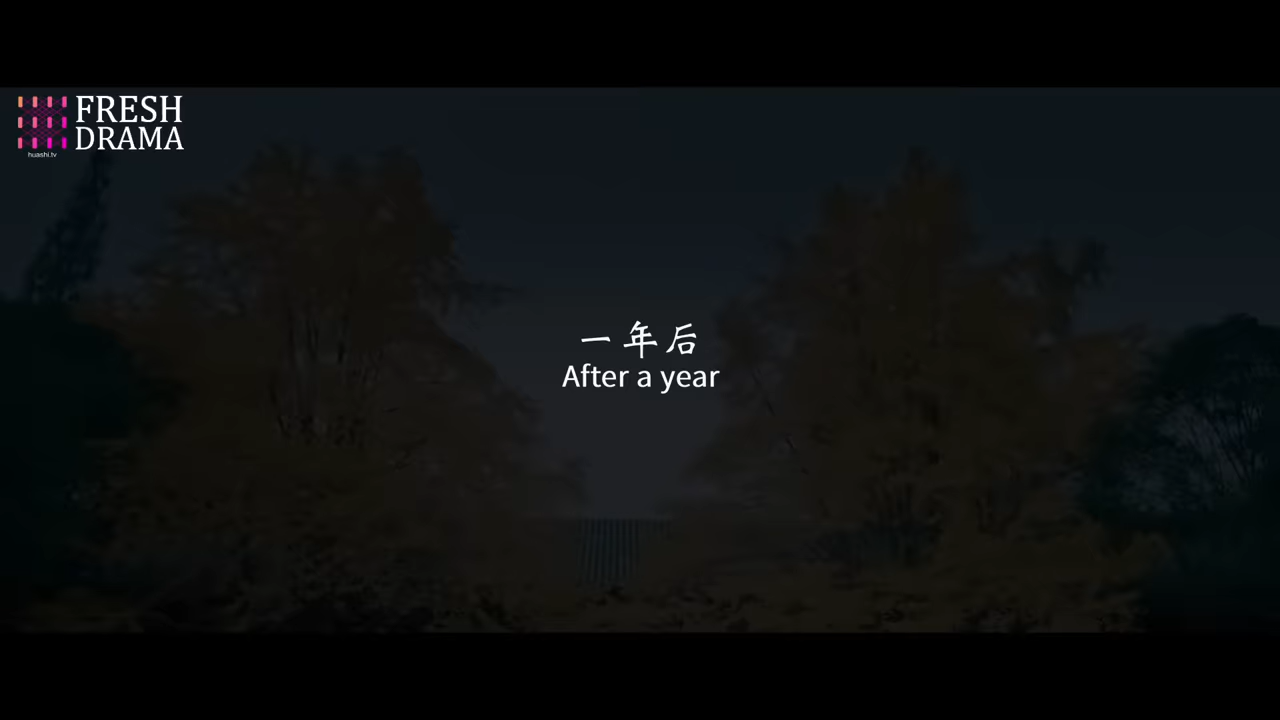 FRESH
DRAMA
huashi.tv
一年后
After a year